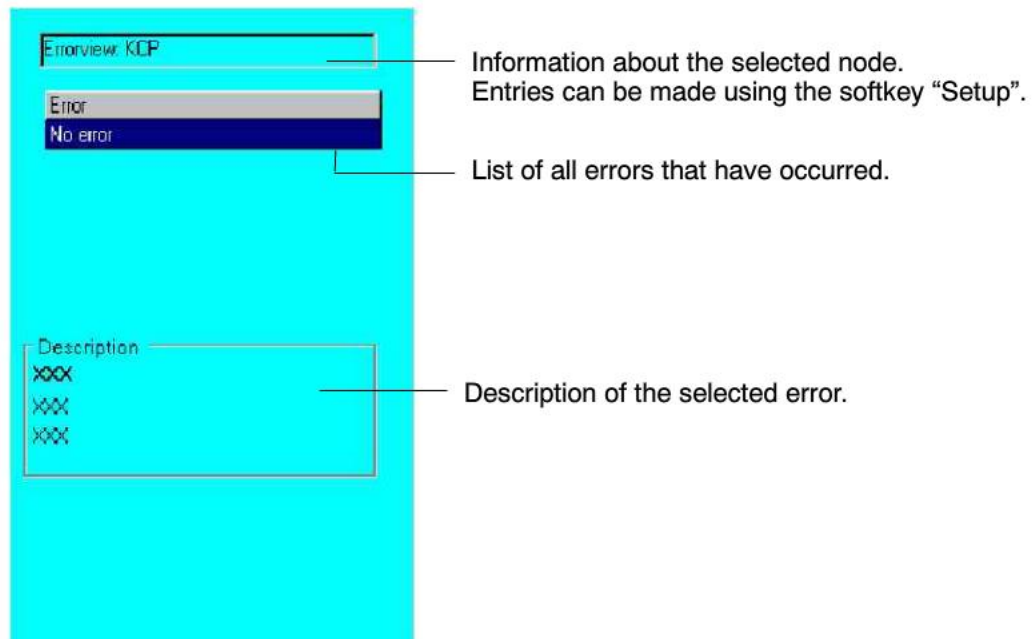 Errorview: KCP
Information about the selected node.
Entries can be made using the softkey “Setup”.
Error
No error
List of all errors that have occurred.
Description
XXX
XXX
XXX
Description of the selected error.